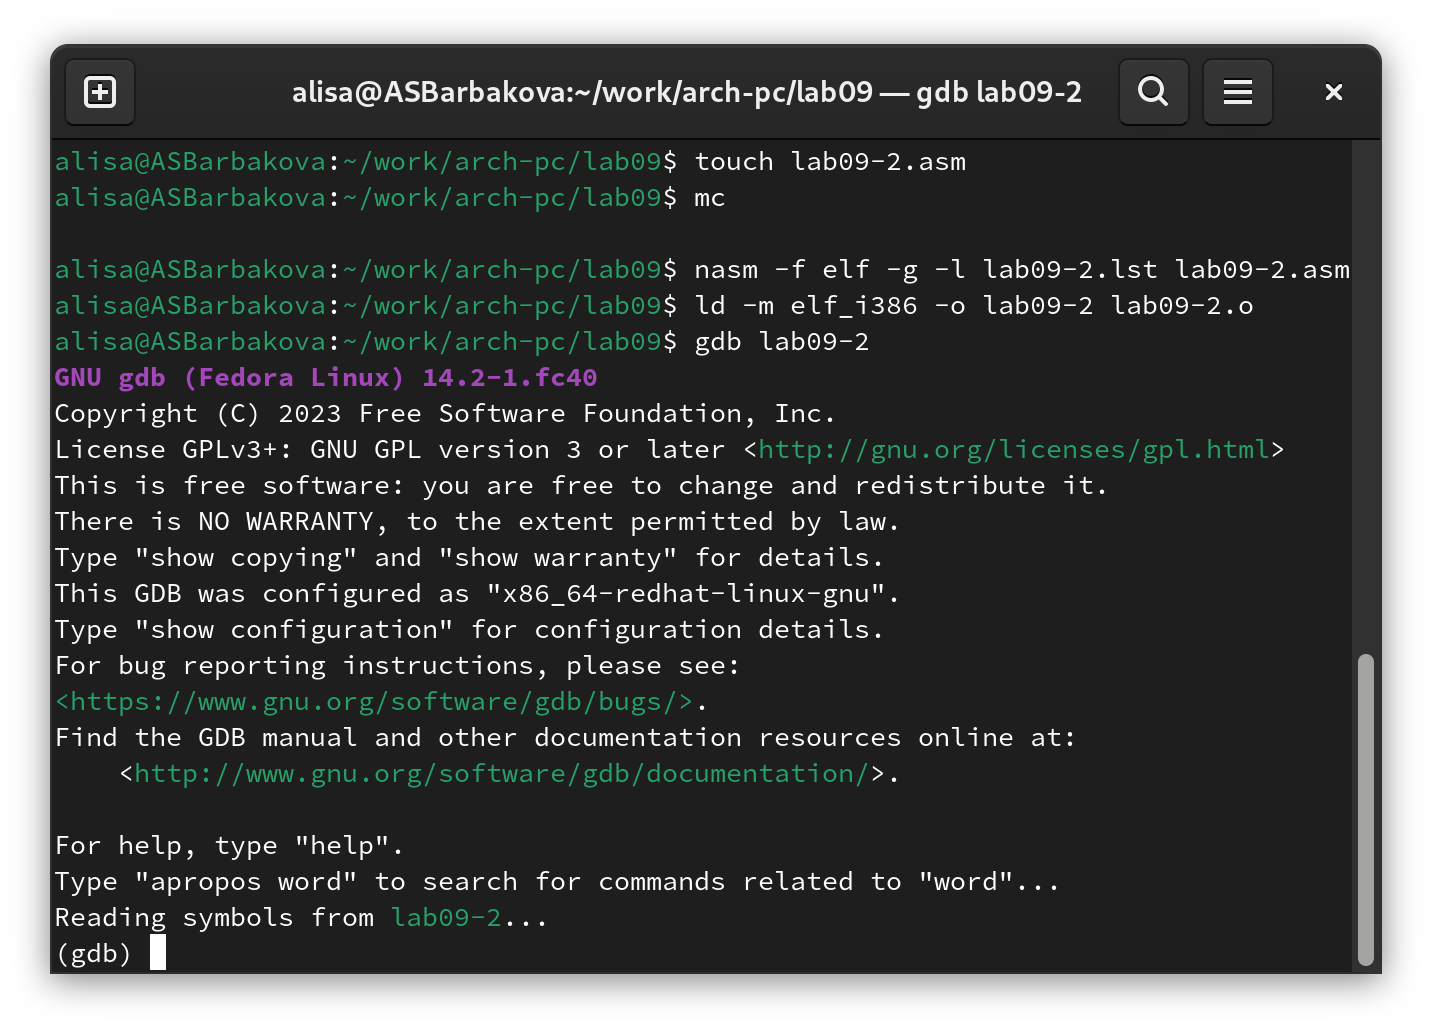 alisa@ASBarbakova:~/work/arch-pc/lab09 — gdb lab09-2
alisa@ASBarbakova:~/work/arch-pc/lab09$ touch lab09-2.asm
alisa@ASBarbakova:~/work/arch-pc/lab09$ mc
alisa@ASBarbakova:~/work/arch-pc/lab09$ nasm -f elf -g -l lab09-2.lst lab09-2.asm
alisa@ASBarbakova:~/work/arch-pc/lab09$ ld -m elf_i386 -o lab09-2 lab09-2.o
alisa@ASBarbakova:~/work/arch-pc/lab09$ gdb lab09-2
GNU gdb (Fedora Linux) 14.2-1.fc40
Copyright (C) 2023 Free Software Foundation, Inc.
License GPLv3+: GNU GPL version 3 or later <http://gnu.org/licenses/gpl.html>
This is free software: you are free to change and redistribute it.
There is NO WARRANTY, to the extent permitted by law.
Type "show copying" and "show warranty" for details.
This GDB was configured as "x86_64-redhat-linux-gnu".
Type "show configuration" for configuration details.
For bug reporting instructions, please see:
<https://www.gnu.org/software/gdb/bugs/>.
Find the GDB manual and other documentation resources online at:
    <http://www.gnu.org/software/gdb/documentation/>.
For help, type "help".
Type "apropos word" to search for commands related to "word"...
Reading symbols from lab09-2...
(gdb)